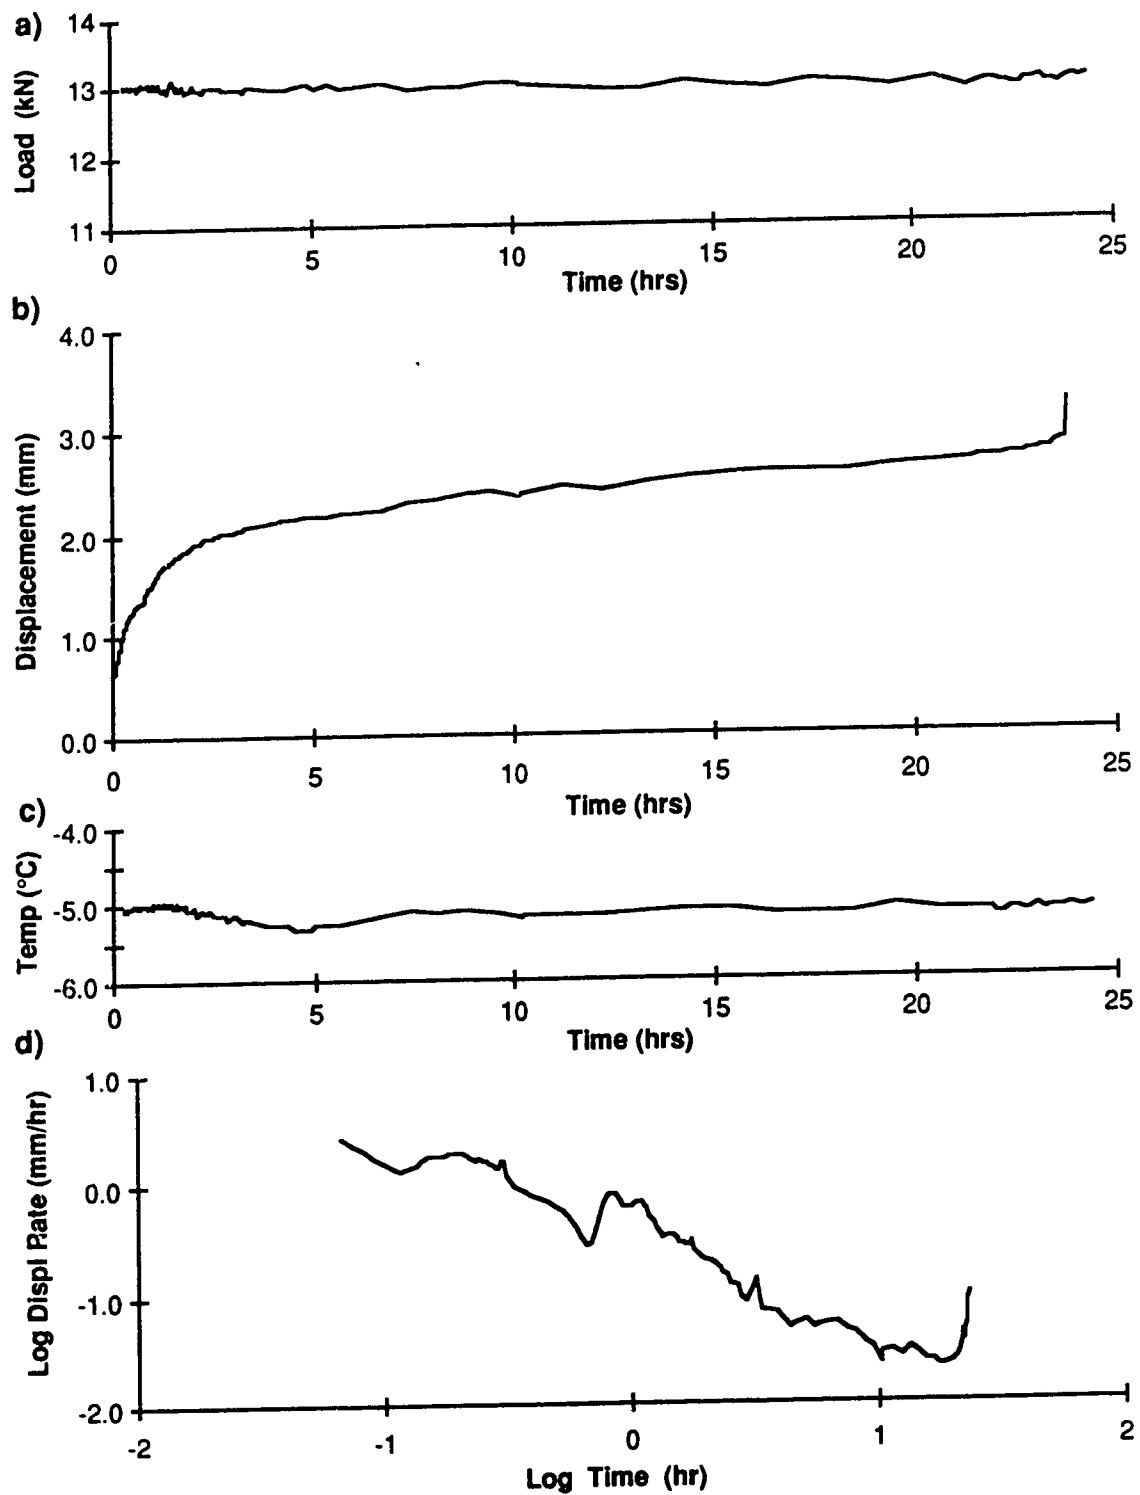 a)
14
13
12
11
Load (kN)
0 5 10 15 20 25
Time (hrs)
b)
4.0
3.0
2.0
1.0
0.0
Displacement (mm)
0 5 10 15 20 25
Time (hrs)
c)
-4.0
-5.0
-6.0
Temp (°C)
0 5 10 15 20 25
Time (hrs)
d)
1.0
0.0
-1.0
-2.0
Log Displ Rate (mm/hr)
-2 -1 0 1 2
Log Time (hr)